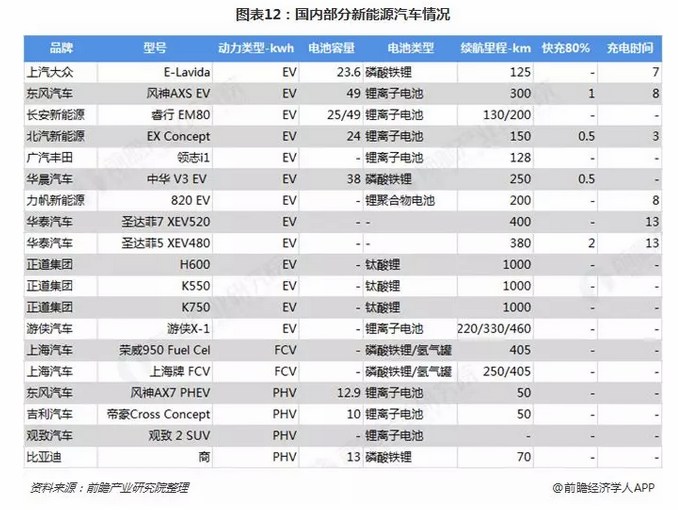 图表12：国内部分新能源汽车情况
品牌 型号 动力类型-kwh 电池容量 电池类型 续航里程-km 快充80% 充电时间
上汽大众 E-Lavida EV 23.6 磷酸铁锂 125 - 7
东风汽车 风神AXS EV EV 49 锂离子电池 300 1 8
长安新能源 睿行 EM80 EV 25/49 锂离子电池 130/200 - -
北汽新能源 EX Concept EV 24 锂离子电池 150 0.5 3
广汽丰田 领志i1 EV - 锂离子电池 128 - -
华晨汽车 中华 V3 EV EV 38 磷酸铁锂 250 0.5 -
力帆新能源 820 EV EV - 锂聚合物电池 200 - 8
华泰汽车 圣达菲7 XEV520 EV - - 400 - 13
华泰汽车 圣达菲5 XEV480 EV - - 380 2 13
正道集团 H600 EV - 钛酸锂 1000 - -
正道集团 K550 EV - 钛酸锂 1000 - -
正道集团 K750 EV - 钛酸锂 1000 - -
游侠汽车 游侠X-1 EV - 锂离子电池 220/330/460 - -
上海汽车 荣威950 Fuel Cel FCV - 磷酸铁锂/氢气罐 405 - -
上海汽车 上海牌 FCV FCV - 磷酸铁锂/氢气罐 250/405 - -
东风汽车 风神AX7 PHEV PHV 12.9 锂离子电池 50 - -
吉利汽车 帝豪Cross Concept PHV 10 锂离子电池 50 - -
观致汽车 观致 2 SUV PHV - 锂离子电池 - - -
比亚迪 商 PHV 13 磷酸铁锂 70 - -
资料来源：前瞻产业研究院整理 @前瞻经济学人APP